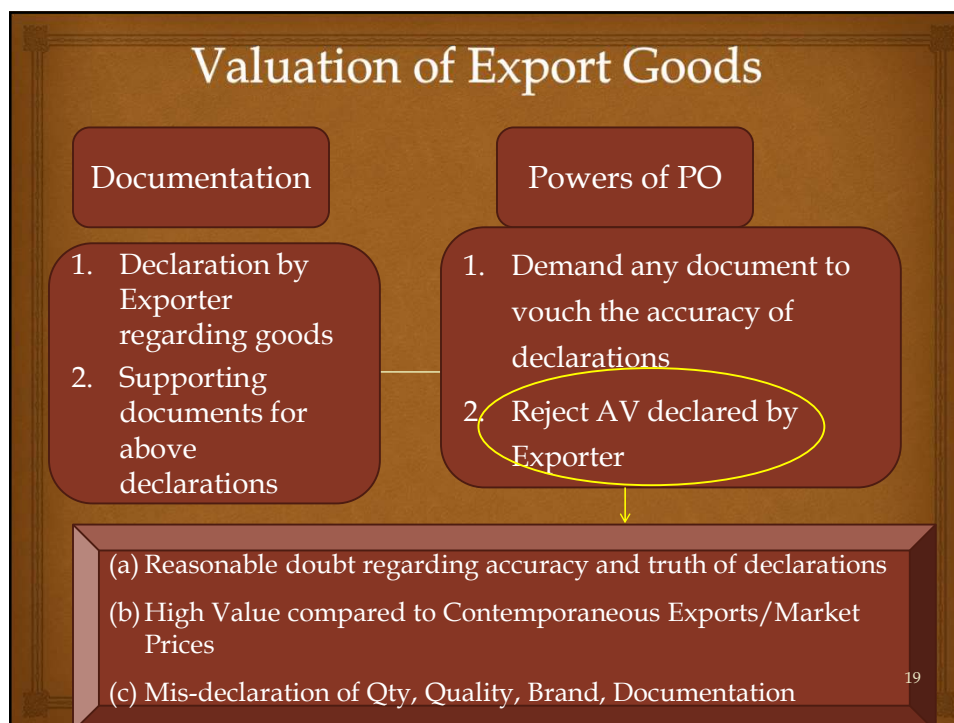 Valuation of Export Goods
Documentation
1. Declaration by
Exporter
regarding goods
2. Supporting
documents for
above
declarations
Powers of PO
1. Demand any document to
vouch the accuracy of
declarations
2. Reject AV declared by
Exporter
(a) Reasonable doubt regarding accuracy and truth of declarations
(b) High Value compared to Contemporaneous Exports/Market
Prices
(c) Mis-declaration of Qty, Quality, Brand, Documentation
19